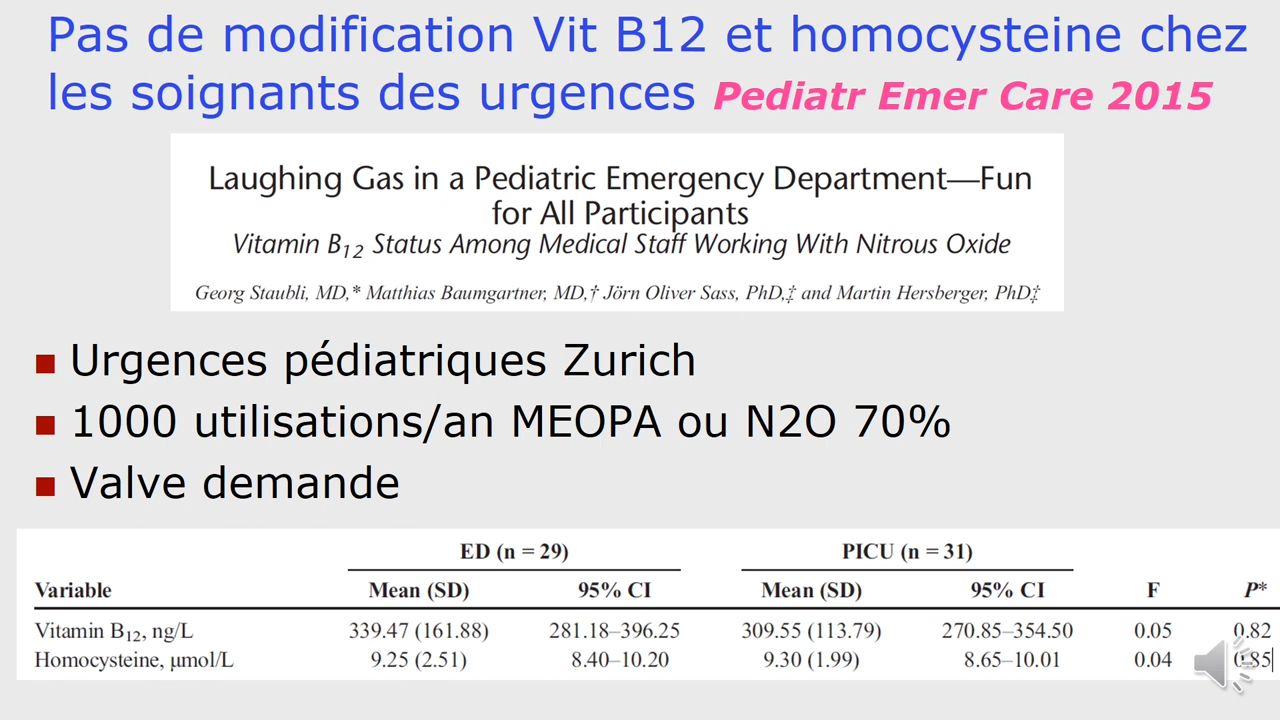 Pas de modification Vit B12 et homocysteine chez
les soignants des urgences Pediatr Emer Care 2015
Laughing Gas in a Pediatric Emergency Department—Fun
for All Participants
Vitamin B12 Status Among Medical Staff Working With Nitrous Oxide
Georg Staubli, MD,* Matthias Baumgartner, MD,† Jörn Oliver Sass, PhD,‡ and Martin Hersberger, PhD‡
Urgences pédiatriques Zurich
1000 utilisations/an MEOPA ou N2O 70%
Valve demande
ED (n = 29) PICU (n = 31)
Variable Mean (SD) 95% CI Mean (SD) 95% CI F P*
Vitamin B12, ng/L 339.47 (161.88) 281.18–396.25 309.55 (113.79) 270.85–354.50 0.05 0.82
Homocysteine, μmol/L 9.25 (2.51) 8.40–10.20 9.30 (1.99) 8.65–10.01 0.04 0.85